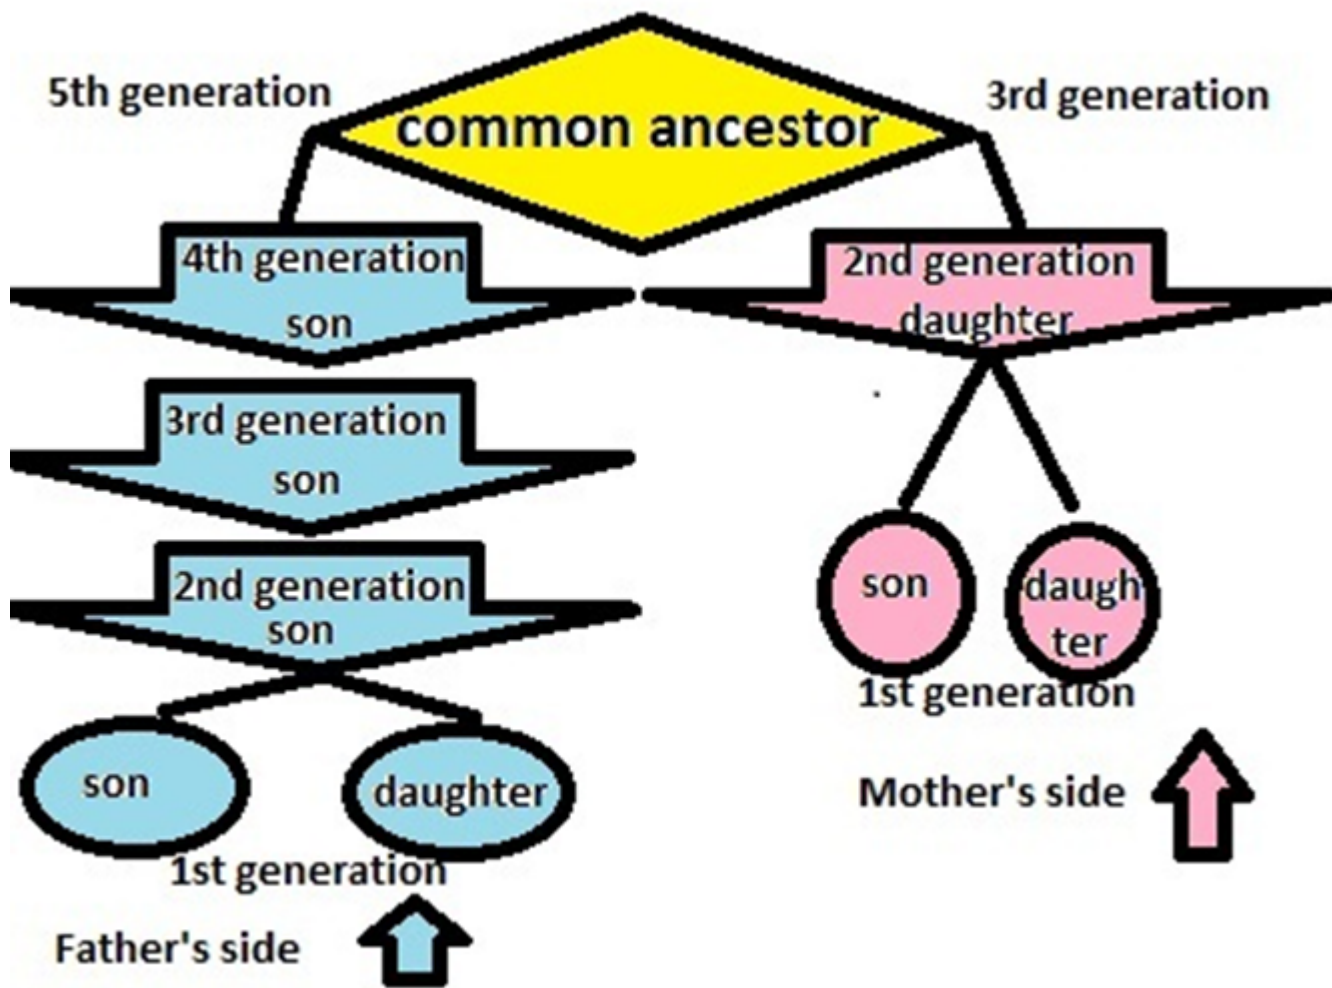 5th generation
common ancestor
3rd generation
4th generation
son
2nd generation
daughter
3rd generation
son
2nd generation
son
son
daugh
ter
1st generation
Mother's side
son
daughter
1st generation
Father's side